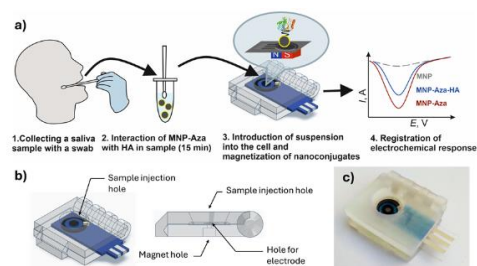 a)
N S
I, A
MNP
MNP-Aza-HA
MNP-Aza
E, V
1.Collecting a saliva
sample with a swab
2. Interaction of MNP-Aza
with HA in sample (15 min)
3. Introduction of suspension
into the cell and
magnetization of nanoconjugates
4. Registration of
electrochemical response
b)
Sample injection
hole
Sample injection hole
Magnet hole
Hole for
electrode
c)